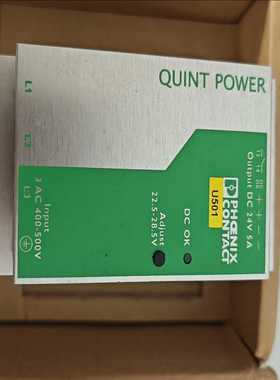 QUINT POWER
L1
L2
L3
Input
3 AC 400-500V
Output DC 24V 5A
+ + − −
PHŒNIX
CONTACT
U501
DC OK
Adjust
22.5-28.5V